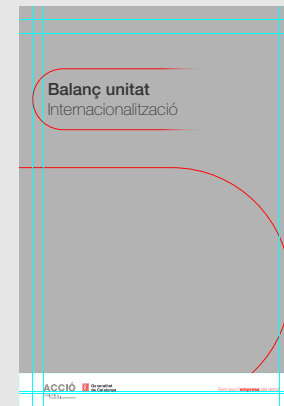 Balanç unitat
Internacionalització
ACCIÓ
Generalitat
de Catalunya
empresa